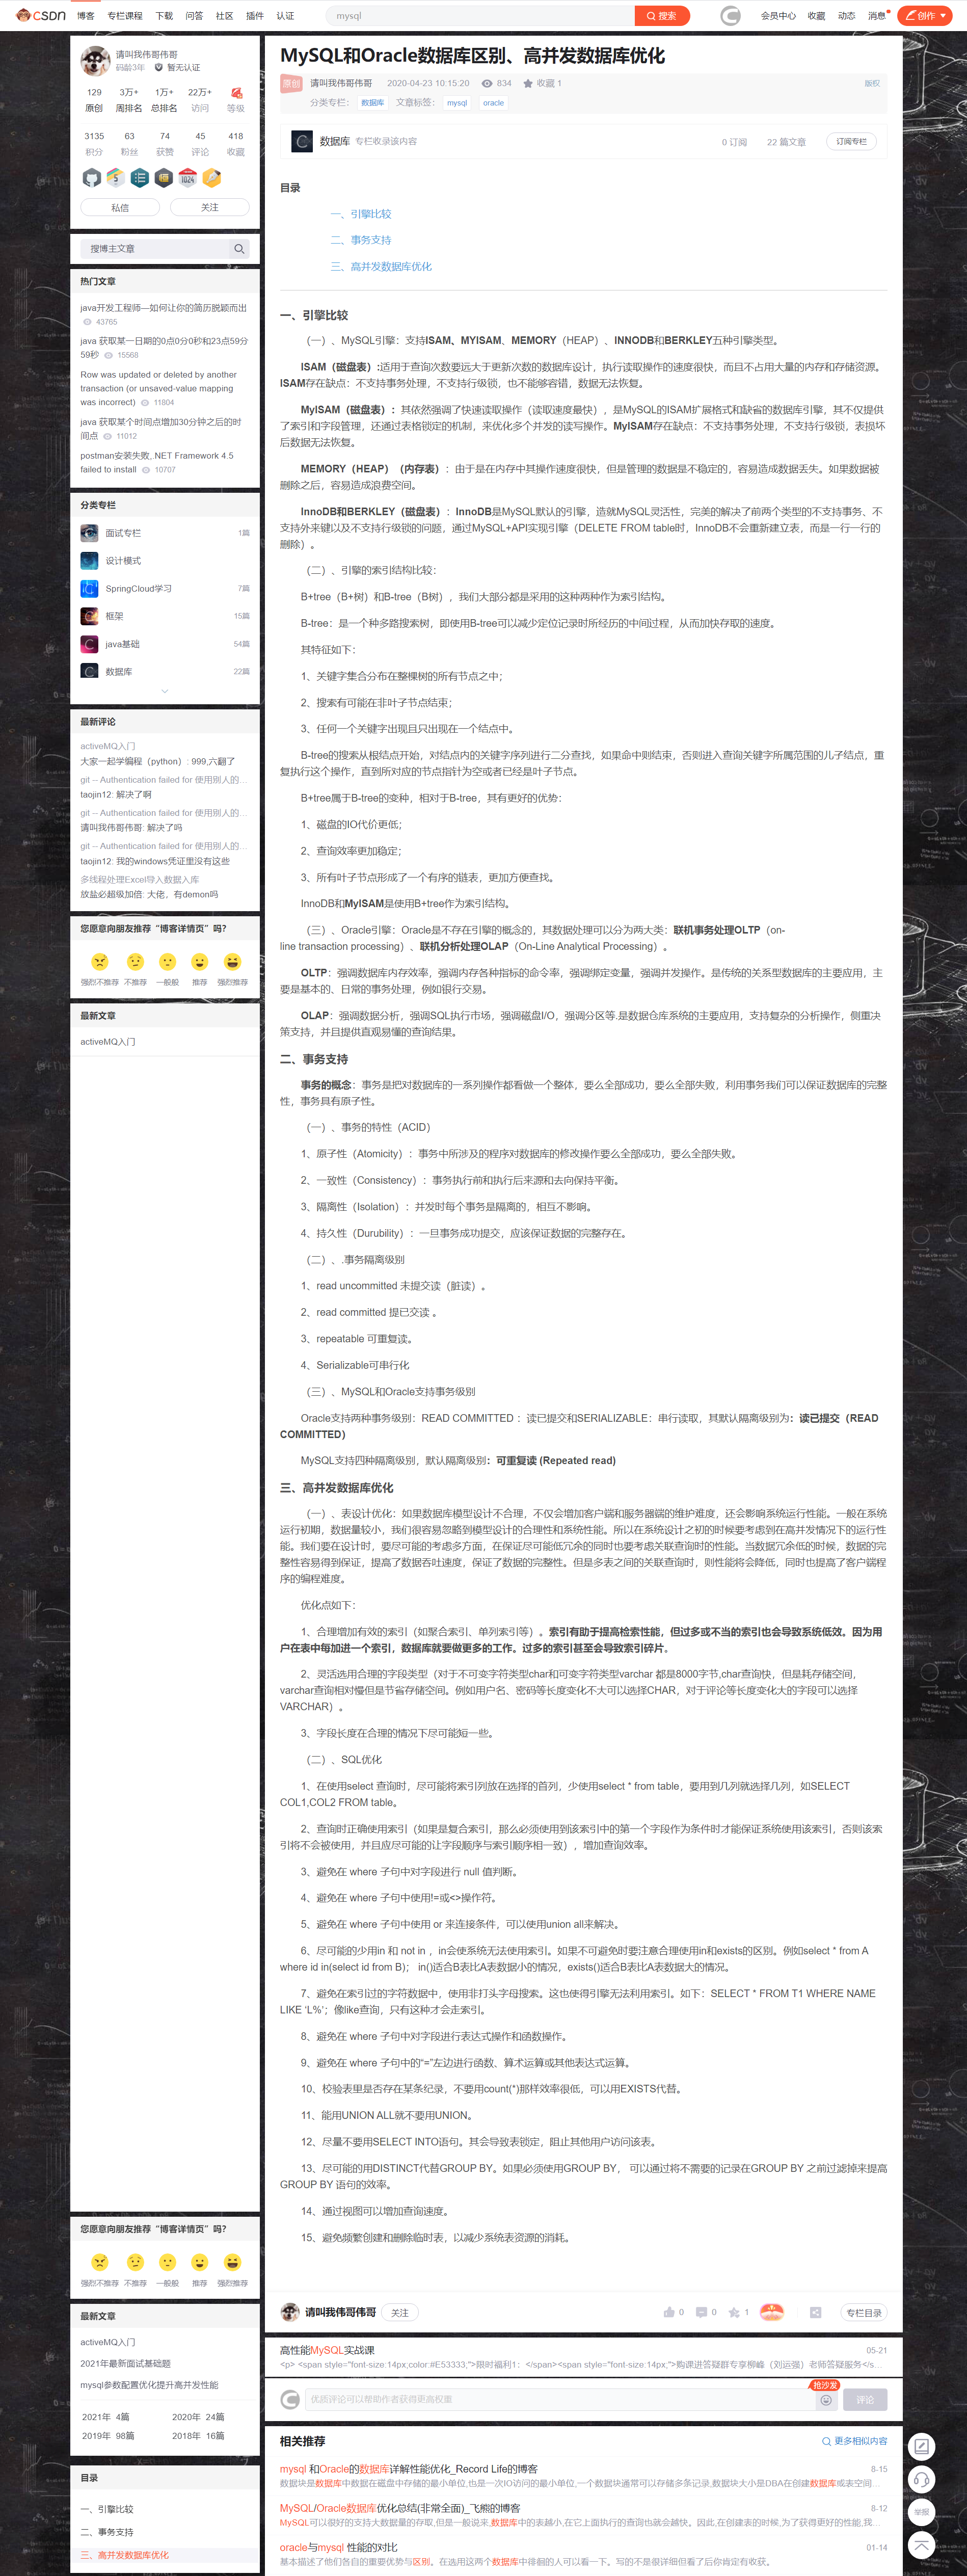 CSDN 博客 专栏课程 下载 问答 社区 插件 认证 mysql 搜索 会员中心 收藏 动态 消息 创作
请叫我伟哥伟哥
码龄3年 暂无认证
129 3万+ 1万+ 22万+
原创 周排名 总排名 访问 等级
3135 63 74 45 418
积分 粉丝 获赞 评论 收藏
私信 关注
搜博主文章
热门文章
java开发工程师—如何让你的简历脱颖而出
43765
java 获取某一日期的0点0分0秒和23点59分
59秒 15568
Row was updated or deleted by another
transaction (or unsaved-value mapping
was incorrect) 11804
java 获取某个时间点增加30分钟之后的时
间点 11012
postman安装失败, NET Framework 4.5
failed to install 10707
分类专栏
面试专栏 1篇
设计模式
SpringCloud学习 7篇
框架 15篇
java基础 54篇
数据库 22篇
最新评论
activeMQ入门
大家一起学编程（python）: 999,六翻了
git -- Authentication failed for 使用别人的...
taojin12: 解决了啊
git -- Authentication failed for 使用别人的...
请叫我伟哥伟哥: 解决了吗
git -- Authentication failed for 使用别人的...
taojin12: 我的windows凭证里没有这些
多线程处理Excel导入数据入库
放盐必超级加倍: 大佬，有demon吗
您愿意向朋友推荐“博客详情页”吗？
强烈不推荐 不推荐 一般般 推荐 强烈推荐
最新文章
activeMQ入门
您愿意向朋友推荐“博客详情页”吗？
强烈不推荐 不推荐 一般般 推荐 强烈推荐
最新文章
activeMQ入门
2021年最新面试基础题
mysql参数配置优化提升高并发性能
2021年 4篇 2020年 24篇
2019年 98篇 2018年 16篇
目录
一、引擎比较
二、事务支持
三、高并发数据库优化
MySQL和Oracle数据库区别、高并发数据库优化
原创 请叫我伟哥伟哥 2020-04-23 10:15:20 834 收藏 1 版权
分类专栏： 数据库 文章标签： mysql oracle
数据库 专栏收录该内容 0 订阅 22 篇文章 订阅专栏
目录
一、引擎比较
二、事务支持
三、高并发数据库优化
一、引擎比较
（一）、MySQL引擎：支持ISAM、MYISAM、MEMORY（HEAP）、INNODB和BERKLEY五种引擎类型。
ISAM（磁盘表）:适用于查询次数要远大于更新次数的数据库设计，执行读取操作的速度很快，而且不占用大量的内存和存储资源。
ISAM存在缺点：不支持事务处理，不支持行级锁，也不能够容错，数据无法恢复。
MyISAM（磁盘表）：其依然强调了快速读取操作（读取速度最快），是MySQL的ISAM扩展格式和缺省的数据库引擎，其不仅提供
了索引和字段管理，还通过表格锁定的机制，来优化多个并发的读写操作。MyISAM存在缺点：不支持事务处理，不支持行级锁，表损坏
后数据无法恢复。
MEMORY（HEAP）（内存表）：由于是在内存中其操作速度很快，但是管理的数据是不稳定的，容易造成数据丢失。如果数据被
删除之后，容易造成浪费空间。
InnoDB和BERKLEY（磁盘表）：InnoDB是MySQL默认的引擎，造就MySQL灵活性，完美的解决了前两个类型的不支持事务、不
支持外来键以及不支持行级锁的问题，通过MySQL+API实现引擎（DELETE FROM table时，InnoDB不会重新建立表，而是一行一行的
删除）。
（二）、引擎的索引结构比较：
B+tree（B+树）和B-tree（B树），我们大部分都是采用的这种两种作为索引结构。
B-tree：是一个种多路搜索树，即使用B-tree可以减少定位记录时所经历的中间过程，从而加快存取的速度。
其特征如下：
1、关键字集合分布在整棵树的所有节点之中；
2、搜索有可能在非叶子节点结束；
3、任何一个关键字出现且只出现在一个结点中。
B-tree的搜索从根结点开始，对结点内的关键字序列进行二分查找，如果命中则结束，否则进入查询关键字所属范围的儿子结点，重
复执行这个操作，直到所对应的节点指针为空或者已经是叶子节点。
B+tree属于B-tree的变种，相对于B-tree，其有更好的优势：
1、磁盘的IO代价更低；
2、查询效率更加稳定；
3、所有叶子节点形成了一个有序的链表，更加方便查找。
InnoDB和MyISAM是使用B+tree作为索引结构。
（三）、Oracle引擎：Oracle是不存在引擎的概念的，其数据处理可以分为两大类：联机事务处理OLTP（on-
line transaction processing）、联机分析处理OLAP（On-Line Analytical Processing）。
OLTP：强调数据库内存效率，强调内存各种指标的命令率，强调绑定变量，强调并发操作。是传统的关系型数据库的主要应用，主
要是基本的、日常的事务处理，例如银行交易。
OLAP：强调数据分析，强调SQL执行市场，强调磁盘I/O，强调分区等.是数据仓库系统的主要应用，支持复杂的分析操作，侧重决
策支持，并且提供直观易懂的查询结果。
二、事务支持
事务的概念：事务是把对数据库的一系列操作都看做一个整体，要么全部成功，要么全部失败，利用事务我们可以保证数据库的完整
性，事务具有原子性。
（一）、事务的特性（ACID）
1、原子性（Atomicity）：事务中所涉及的程序对数据库的修改操作要么全部成功，要么全部失败。
2、一致性（Consistency）：事务执行前和执行后来源和去向保持平衡。
3、隔离性（Isolation）：并发时每个事务是隔离的，相互不影响。
4、持久性（Durubility）：一旦事务成功提交，应该保证数据的完整存在。
（二）、.事务隔离级别
1、read uncommitted 未提交读（脏读）。
2、read committed 提已交读 。
3、repeatable 可重复读。
4、Serializable可串行化
（三）、MySQL和Oracle支持事务级别
Oracle支持两种事务级别：READ COMMITTED ：读已提交和SERIALIZABLE：串行读取，其默认隔离级别为：读已提交（READ
COMMITTED）
MySQL支持四种隔离级别，默认隔离级别：可重复读 (Repeated read)
三、高并发数据库优化
（一）、表设计优化：如果数据库模型设计不合理，不仅会增加客户端和服务器端的维护难度，还会影响系统运行性能。一般在系统
运行初期，数据量较小，我们很容易忽略到模型设计的合理性和系统性能。所以在系统设计之初的时候要考虑到在高并发情况下的运行性
能。我们要在设计时，要尽可能的考虑多方面，在保证尽可能低冗余的同时也要考虑关联查询时的性能。当数据冗余低的时候，数据的完
整性容易得到保证，提高了数据吞吐速度，保证了数据的完整性。但是多表之间的关联查询时，则性能将会降低，同时也提高了客户端程
序的编程难度。
优化点如下：
1、合理增加有效的索引（如聚合索引、单列索引等）。索引有助于提高检索性能，但过多或不当的索引也会导致系统低效。因为用
户在表中每加进一个索引，数据库就要做更多的工作。过多的索引甚至会导致索引碎片。
2、灵活选用合理的字段类型（对于不可变字符类型char和可变字符类型varchar 都是8000字节,char查询快，但是耗存储空间，
varchar查询相对慢但是节省存储空间。例如用户名、密码等长度变化不大可以选择CHAR，对于评论等长度变化大的字段可以选择
VARCHAR）。
3、字段长度在合理的情况下尽可能短一些。
（二）、SQL优化
1、在使用select 查询时，尽可能将索引列放在选择的首列，少使用select * from table，要用到几列就选择几列，如SELECT
COL1,COL2 FROM table。
2、查询时正确使用索引（如果是复合索引，那么必须使用到该索引中的第一个字段作为条件时才能保证系统使用该索引，否则该索
引将不会被使用，并且应尽可能的让字段顺序与索引顺序相一致），增加查询效率。
3、避免在 where 子句中对字段进行 null 值判断。
4、避免在 where 子句中使用!=或<>操作符。
5、避免在 where 子句中使用 or 来连接条件，可以使用union all来解决。
6、尽可能的少用in 和 not in ，in会使系统无法使用索引。如果不可避免时要注意合理使用in和exists的区别。例如select * from A
where id in(select id from B)； in()适合B表比A表数据小的情况，exists()适合B表比A表数据大的情况。
7、避免在索引过的字符数据中，使用非打头字母搜索。这也使得引擎无法利用索引。如下：SELECT * FROM T1 WHERE NAME
LIKE ‘L%‘；像like查询，只有这种才会走索引。
8、避免在 where 子句中对字段进行表达式操作和函数操作。
9、避免在 where 子句中的“=”左边进行函数、算术运算或其他表达式运算。
10、校验表里是否存在某条纪录，不要用count(*)那样效率很低，可以用EXISTS代替。
11、能用UNION ALL就不要用UNION。
12、尽量不要用SELECT INTO语句。其会导致表锁定，阻止其他用户访问该表。
13、尽可能的用DISTINCT代替GROUP BY。如果必须使用GROUP BY， 可以通过将不需要的记录在GROUP BY 之前过滤掉来提高
GROUP BY 语句的效率。
14、通过视图可以增加查询速度。
15、避免频繁创建和删除临时表，以减少系统表资源的消耗。
请叫我伟哥伟哥 关注 0 0 1 专栏目录
高性能MySQL实战课 05-21
<p> <span style="font-size:14px;color:#E53333;">限时福利1：</span><span style="font-size:14px;">购课进答疑群专享柳峰（刘运强）老师答疑服务</s...
抢沙发
优质评论可以帮助作者获得更高权重 评论
相关推荐 更多相似内容
mysql 和Oracle的数据库详解性能优化_Record Life的博客 8-15
数据块是数据库中数据在磁盘中存储的最小单位,也是一次IO访问的最小单位,一个数据块通常可以存储多条记录,数据块大小是DBA在创建数据库或表空间...
MySQL/Oracle数据库优化总结(非常全面)_飞熊的博客 8-12
MySQL可以很好的支持大数据量的存取,但是一般说来,数据库中的表越小,在它上面执行的查询也就会越快。因此,在创建表的时候,为了获得更好的性能,我...
oracle与mysql 性能的对比 01-14
基本描述了他们各自的重要优势与区别。在选用这两个数据库中徘徊的人可以看一下。写的不是很详细但看了后你肯定有收获。
举报